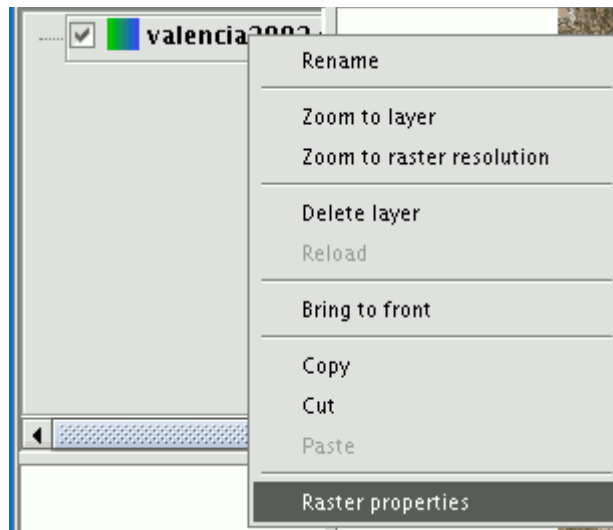 valencia2002
Rename
Zoom to layer
Zoom to raster resolution
Delete layer
Reload
Bring to front
Copy
Cut
Paste
Raster properties